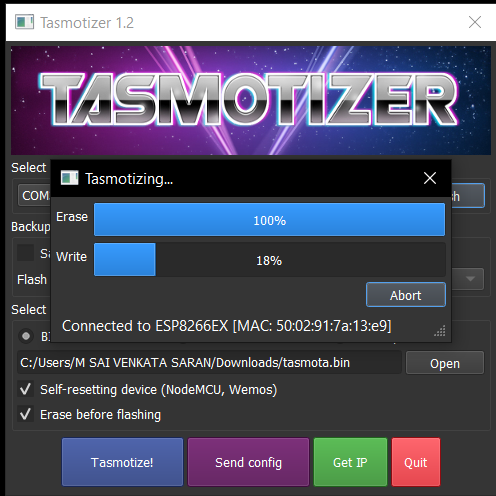 Tasmotizer 1.2
TASMOTIZER
Select
COM
Tasmotizing...
Erase
100%
Backup
Write
18%
Flash
Abort
Select
Connected to ESP8266EX [MAC: 50:02:91:7a:13:e9]
C:/Users/M SAI VENKATA SARAN/Downloads/tasmota.bin
Open
Self-resetting device (NodeMCU, Wemos)
Erase before flashing
Tasmotize!
Send config
Get IP
Quit